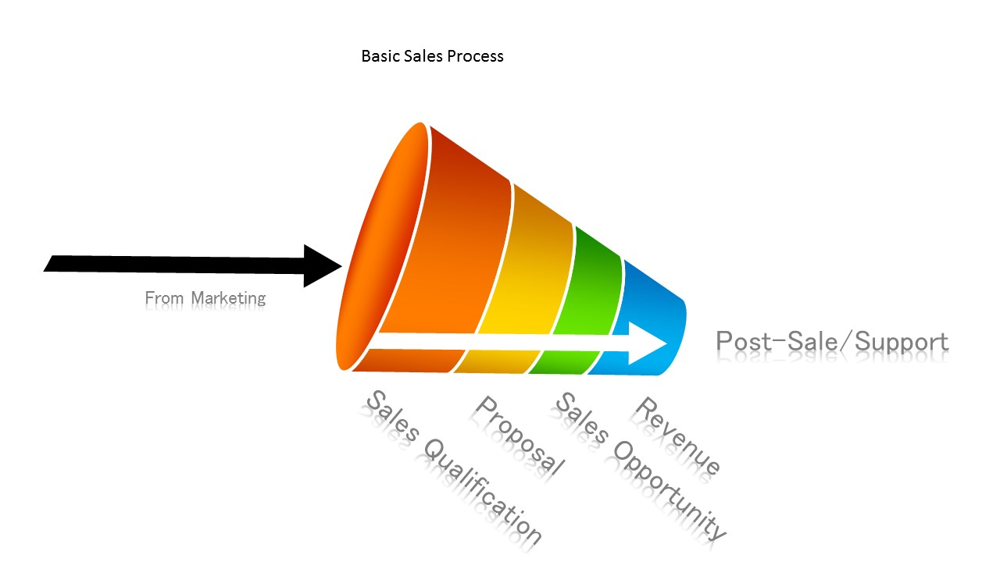 Basic Sales Process
From Marketing
Post-Sale/Support
Sales Qualification
Proposal
Sales Opportunity
Revenue